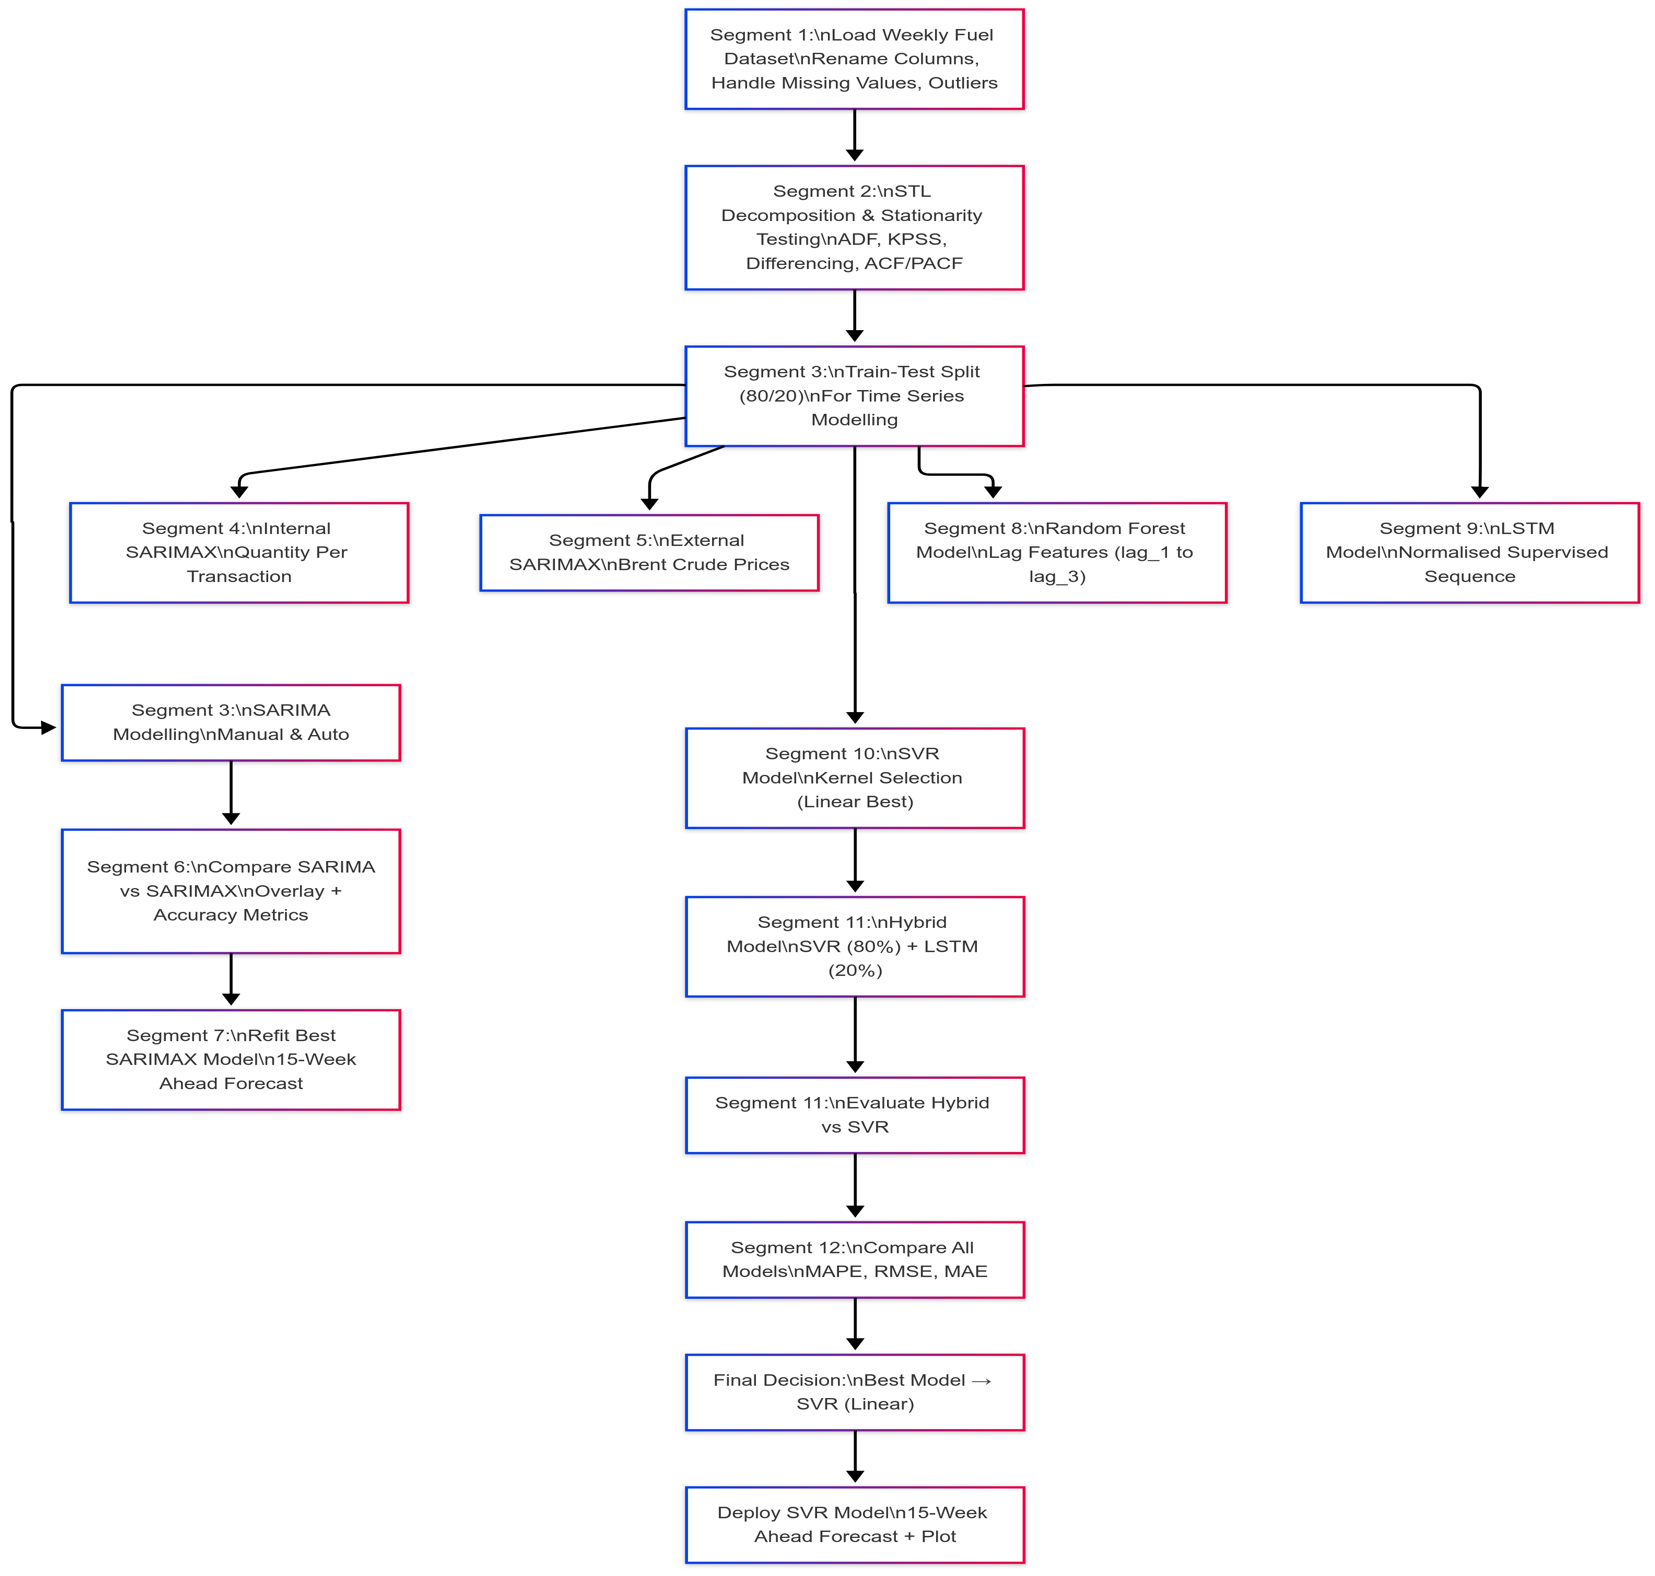 Segment 1:\nLoad Weekly Fuel
Dataset\nRename Columns,
Handle Missing Values, Outliers
Segment 2:\nSTL
Decomposition & Stationarity
Testing\nADF, KPSS,
Differencing, ACF/PACF
Segment 3:\nTrain-Test Split
(80/20)\nFor Time Series
Modelling
Segment 4:\nInternal
SARIMAX\nQuantity Per
Transaction
Segment 5:\nExternal
SARIMAX\nBrent Crude Prices
Segment 8:\nRandom Forest
Model\nLag Features (lag_1 to
lag_3)
Segment 9:\nLSTM
Model\nNormalised Supervised
Sequence
Segment 3:\nSARIMA
Modelling\nManual & Auto
Segment 6:\nCompare SARIMA
vs SARIMAX\nOverlay +
Accuracy Metrics
Segment 7:\nRefit Best
SARIMAX Model\n15-Week
Ahead Forecast
Segment 10:\nSVR
Model\nKernel Selection
(Linear Best)
Segment 11:\nHybrid
Model\nSVR (80%) + LSTM
(20%)
Segment 11:\nEvaluate Hybrid
vs SVR
Segment 12:\nCompare All
Models\nMAPE, RMSE, MAE
Final Decision:\nBest Model →
SVR (Linear)
Deploy SVR Model\n15-Week
Ahead Forecast + Plot